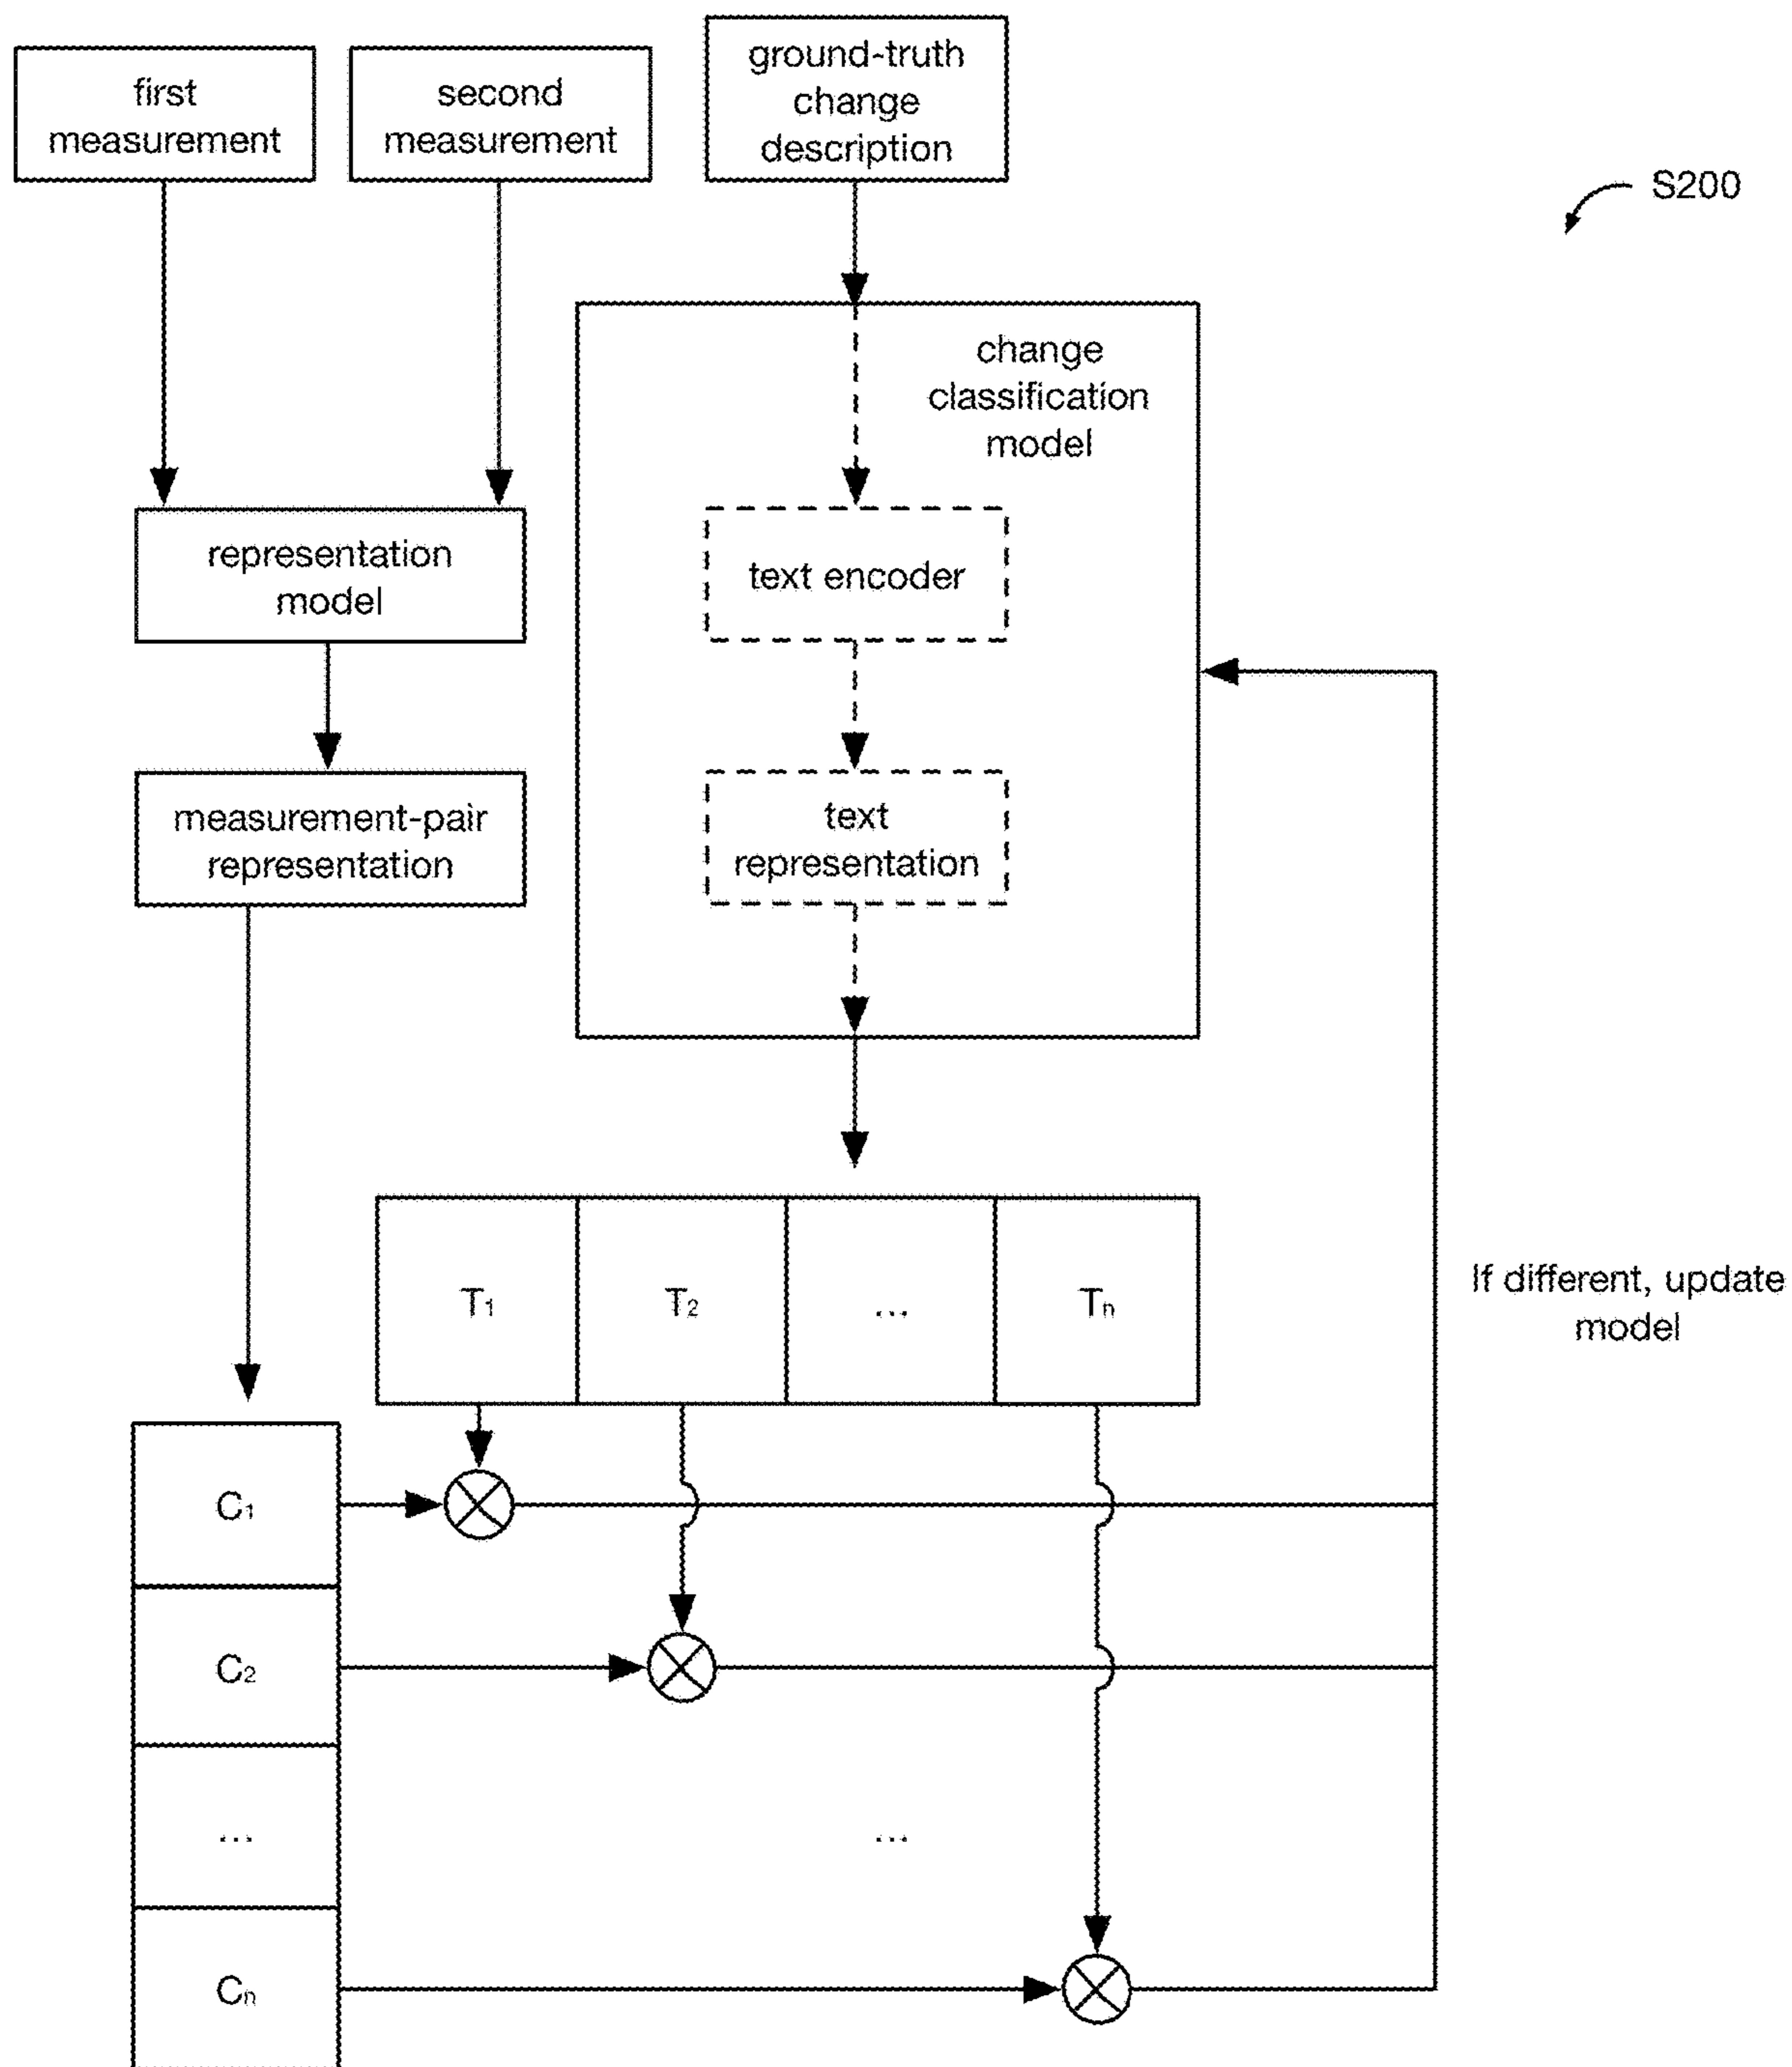 first
measurement
second
measurement
ground-truth
change
description
S200
change
classification
model
representation
model
text encoder
measurement-pair
representation
text
representation
T₁
T₂
...
Tₙ
If different, update
model
C₁
C₂
...
...
Cₙ